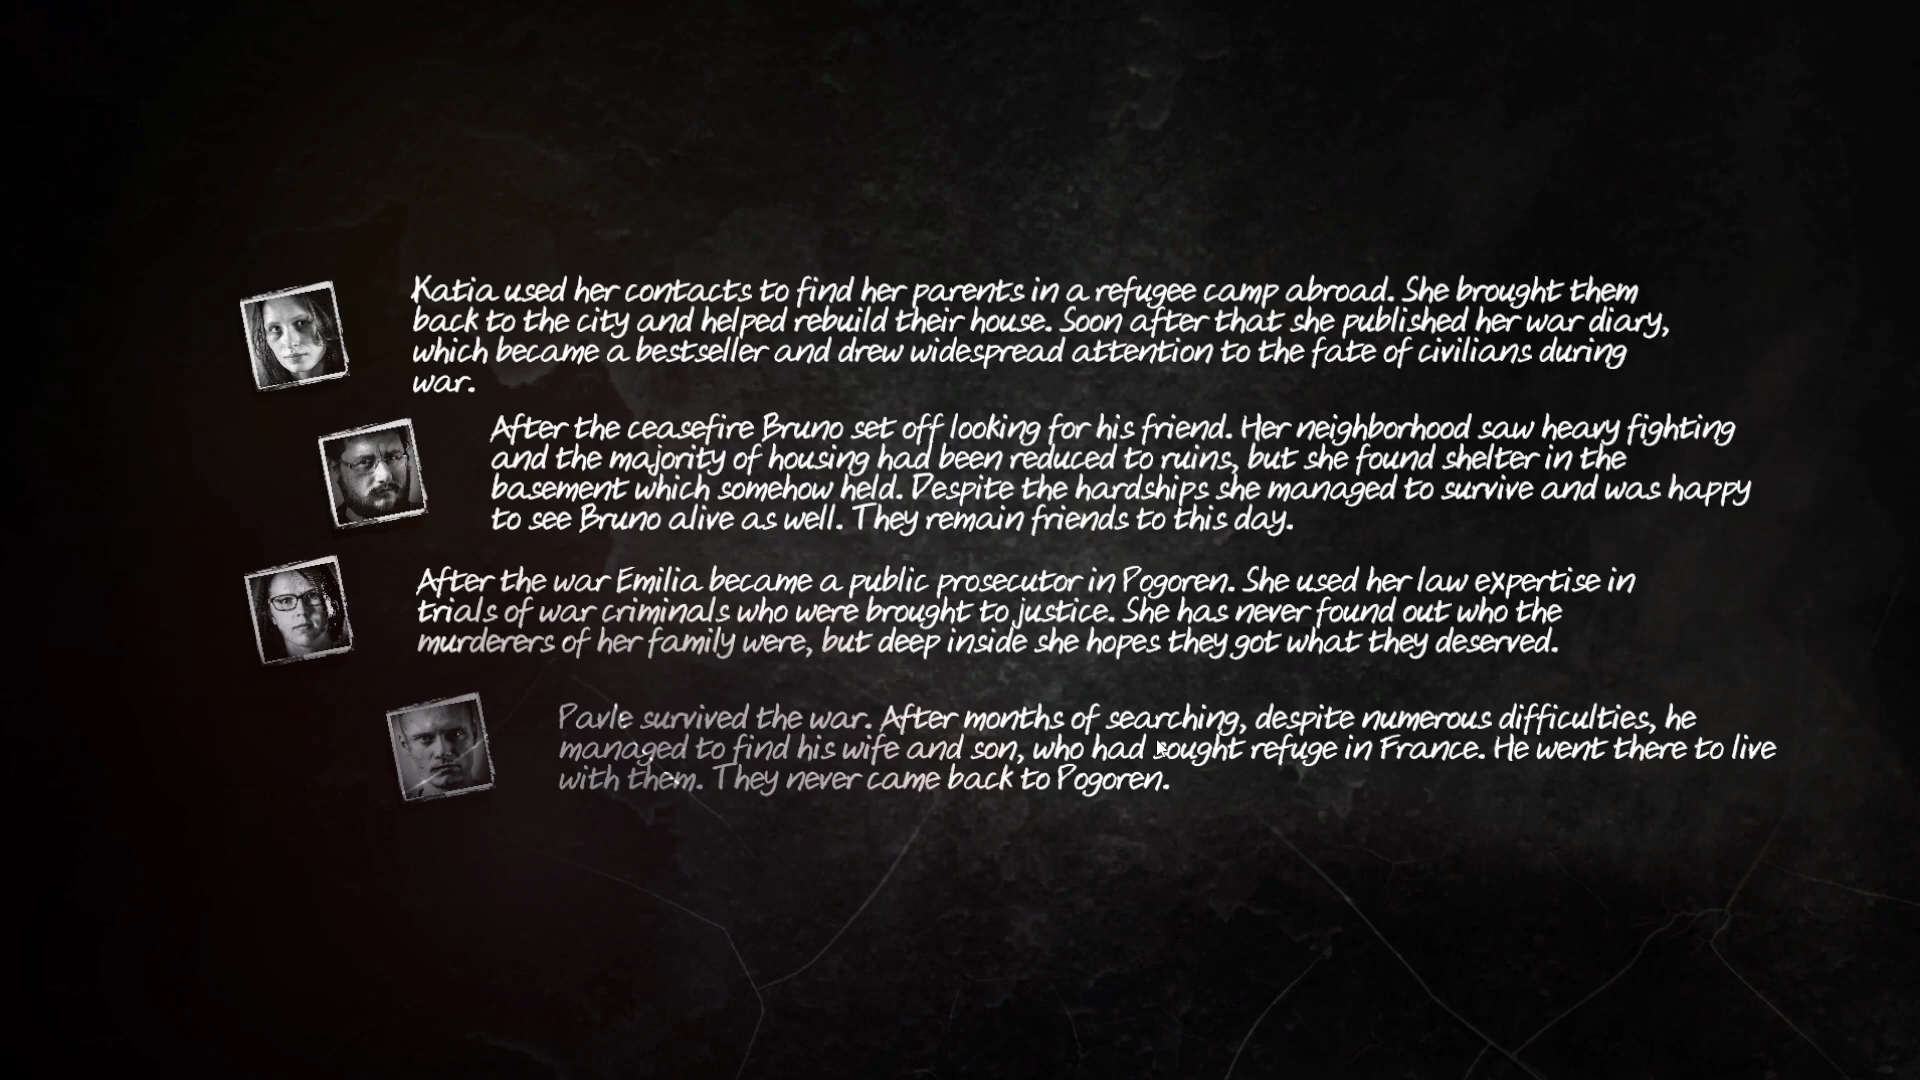 Katia used her contacts to find her parents in a refugee camp abroad. She brought them
back to the city and helped rebuild their house. Soon after that she published her war diary,
which became a bestseller and drew widespread attention to the fate of civilians during
war.
After the ceasefire Bruno set off looking for his friend. Her neighborhood saw heavy fighting
and the majority of housing had been reduced to ruins, but she found shelter in the
basement which somehow held. Despite the hardships she managed to survive and was happy
to see Bruno alive as well. They remain friends to this day.
After the war Emilia became a public prosecutor in Pogoren. She used her law expertise in
trials of war criminals who were brought to justice. She has never found out who the
murderers of her family were, but deep inside she hopes they got what they deserved.
Pavle survived the war. After months of searching, despite numerous difficulties, he
managed to find his wife and son, who had sought refuge in France. He went there to live
with them. They never came back to Pogoren.